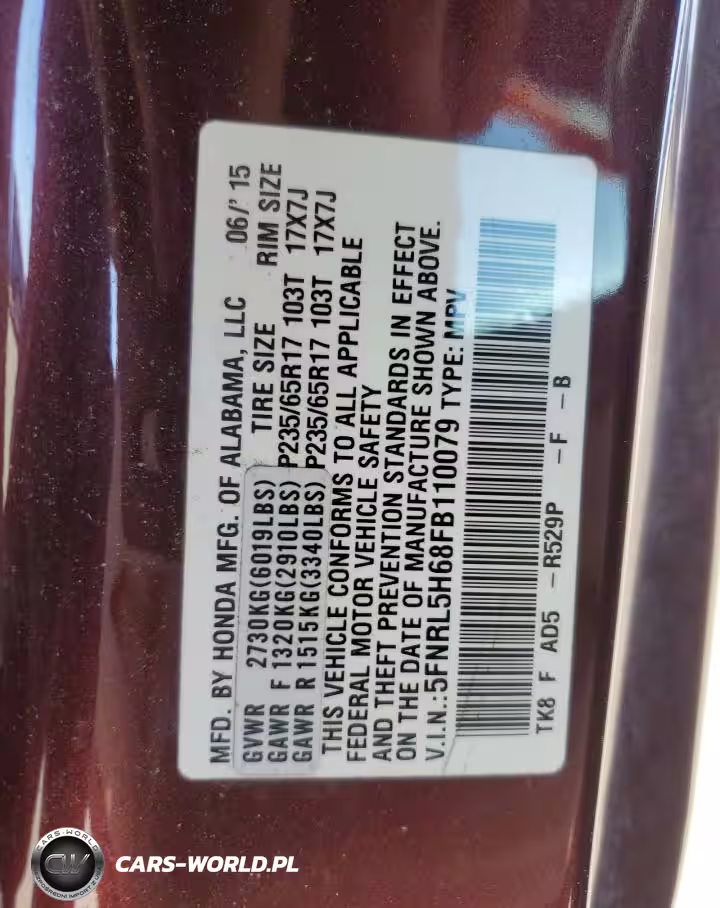 MFD. BY HONDA MFG. OF ALABAMA, LLC 06/'15
GVWR 2730KG(6019LBS) TIRE SIZE RIM SIZE
GAWR F 1320KG(2910LBS) P235/65R17 103T 17X7J
GAWR R 1515KG(3340LBS) P235/65R17 103T 17X7J
THIS VEHICLE CONFORMS TO ALL APPLICABLE
FEDERAL MOTOR VEHICLE SAFETY
AND THEFT PREVENTION STANDARDS IN EFFECT
ON THE DATE OF MANUFACTURE SHOWN ABOVE.
V.I.N.:5FNRL5H68FB110079 TYPE: MPV
TK8 F AD5 -R529P -F -B
CARS-WORLD
CW
CARS-WORLD.PL